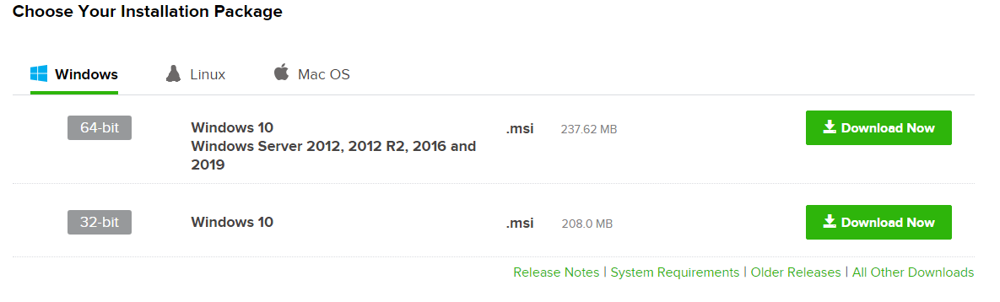 Choose Your Installation Package
Windows Linux Mac OS
64-bit Windows 10 .msi 237.62 MB Download Now
Windows Server 2012, 2012 R2, 2016 and
2019
32-bit Windows 10 .msi 208.0 MB Download Now
Release Notes | System Requirements | Older Releases | All Other Downloads